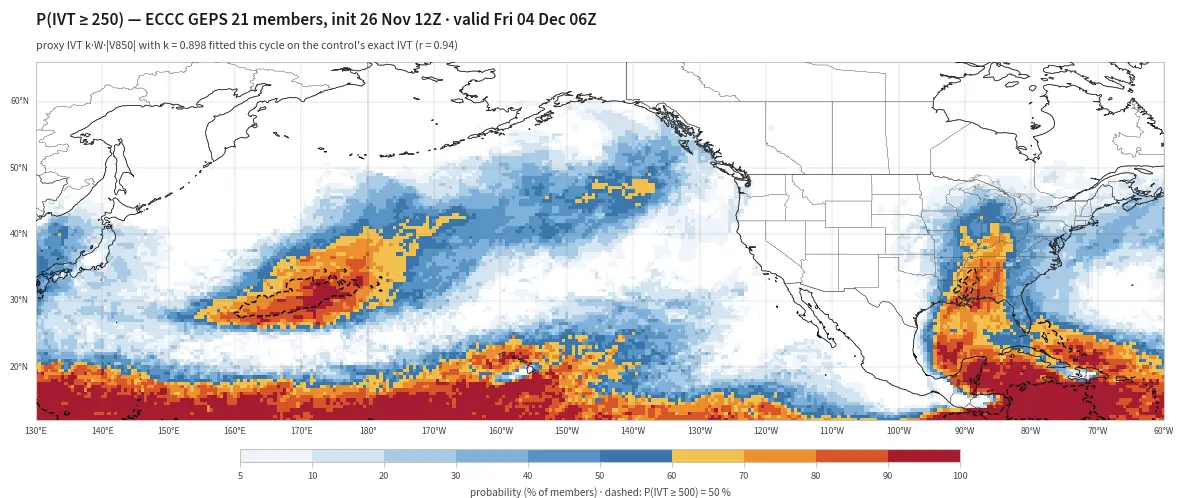 P(IVT ≥ 250) — ECCC GEPS 21 members, init 26 Nov 12Z · valid Fri 04 Dec 06Z
proxy IVT k·W·|V850| with k = 0.898 fitted this cycle on the control's exact IVT (r = 0.94)
60°N
50°N
40°N
30°N
20°N
130°E 140°E 150°E 160°E 170°E 180° 170°W 160°W 150°W 140°W 130°W 120°W 110°W 100°W 90°W 80°W 70°W 60°W
5 10 20 30 40 50 60 70 80 90 100
probability (% of members) · dashed: P(IVT ≥ 500) = 50 %